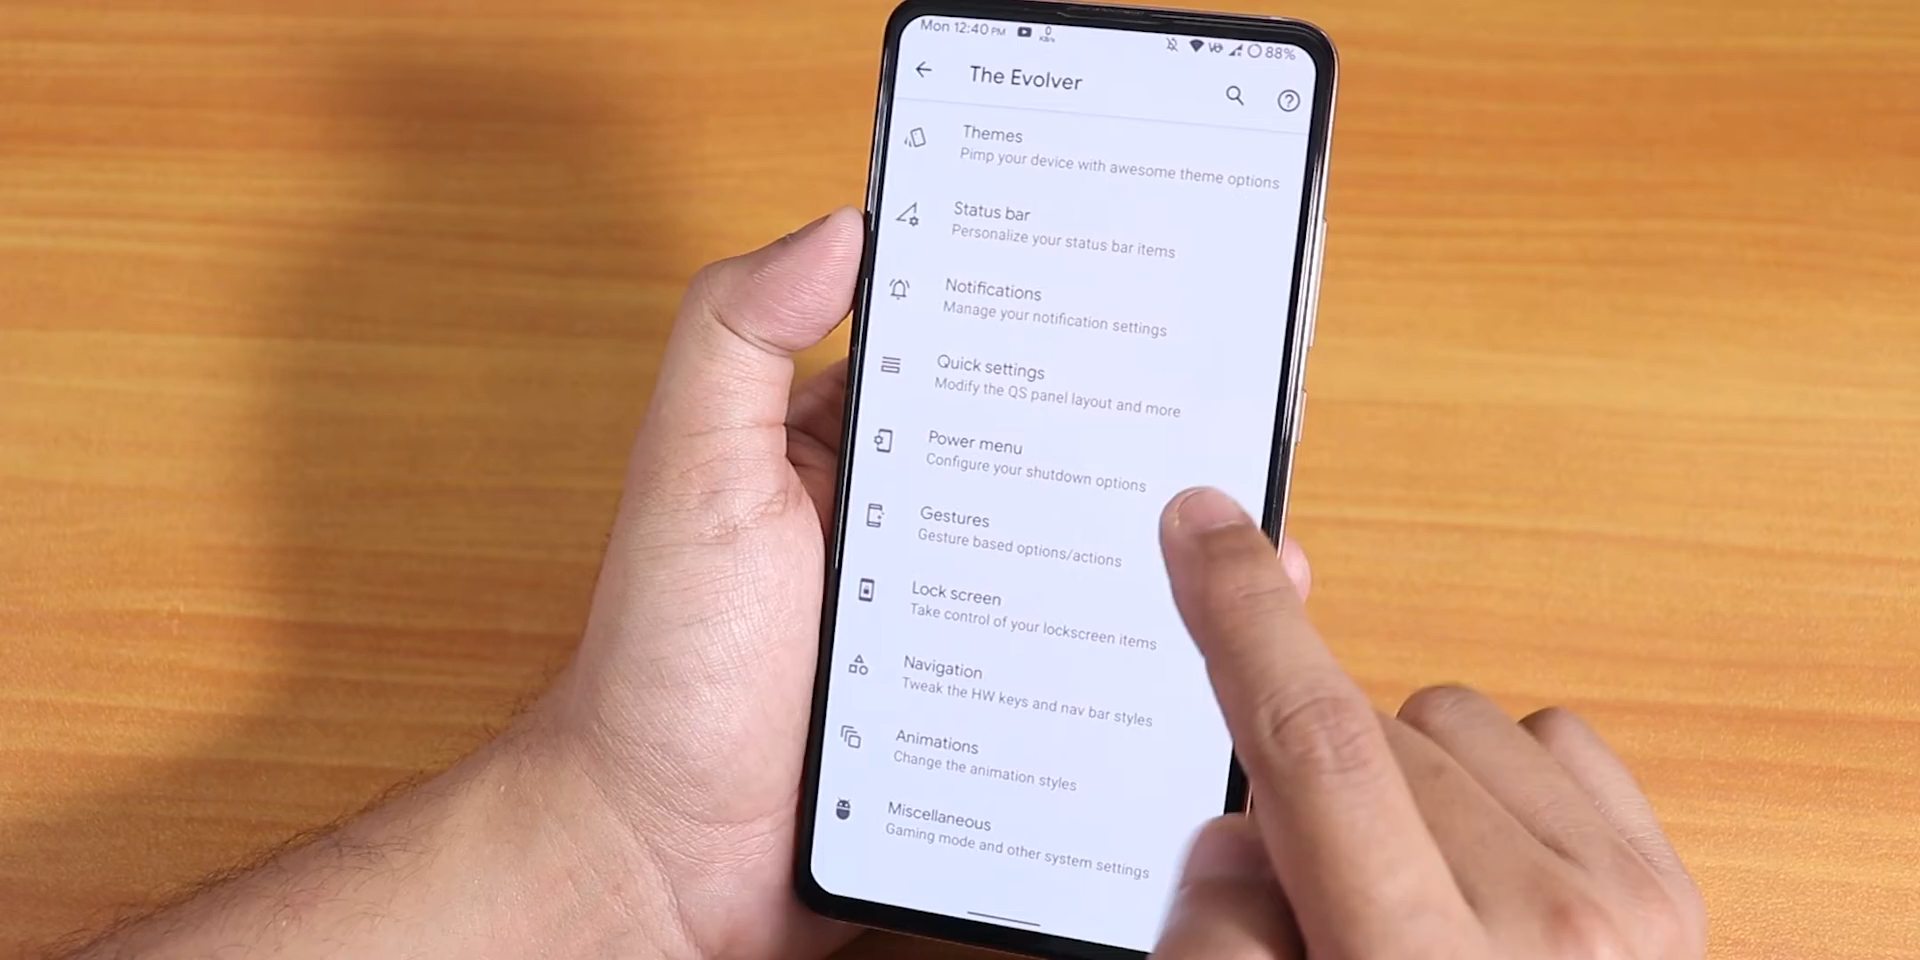 Mon 12:40 PM 0 KB/s 88%
The Evolver
Themes
Pimp your device with awesome theme options
Status bar
Personalize your status bar items
Notifications
Manage your notification settings
Quick settings
Modify the QS panel layout and more
Power menu
Configure your shutdown options
Gestures
Gesture based options/actions
Lock screen
Take control of your lockscreen items
Navigation
Tweak the HW keys and nav bar styles
Animations
Change the animation styles
Miscellaneous
Gaming mode and other system settings